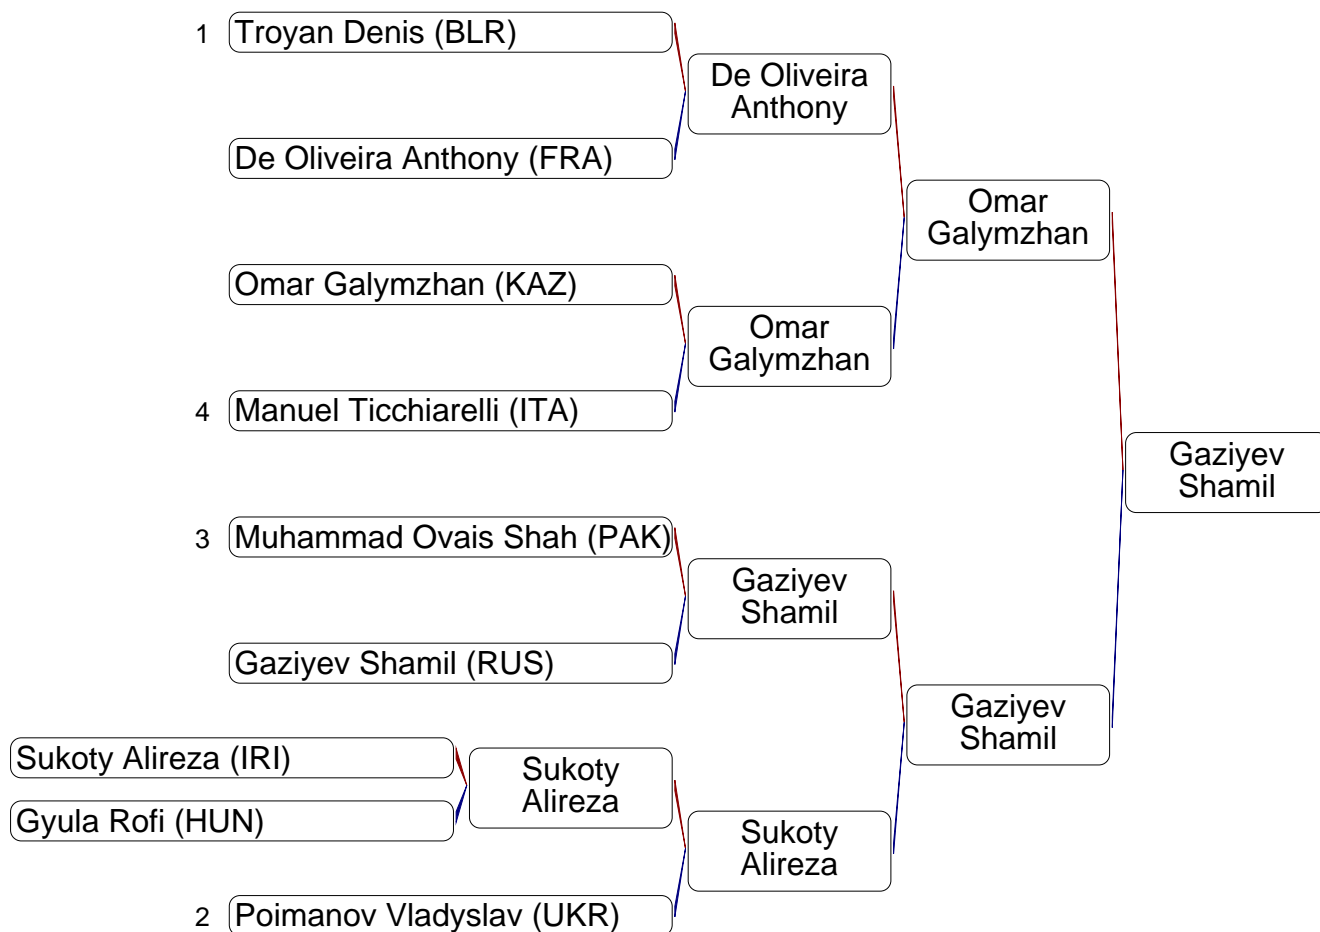 1 Troyan Denis (BLR)
De Oliveira
Anthony
De Oliveira Anthony (FRA)
Omar
Galymzhan
Omar Galymzhan (KAZ)
Omar
Galymzhan
4 Manuel Ticchiarelli (ITA)
Gaziyev
Shamil
3 Muhammad Ovais Shah (PAK)
Gaziyev
Shamil
Gaziyev Shamil (RUS)
Gaziyev
Shamil
Sukoty Alireza (IRI)
Sukoty
Alireza
Gyula Rofi (HUN)
Sukoty
Alireza
2 Poimanov Vladyslav (UKR)